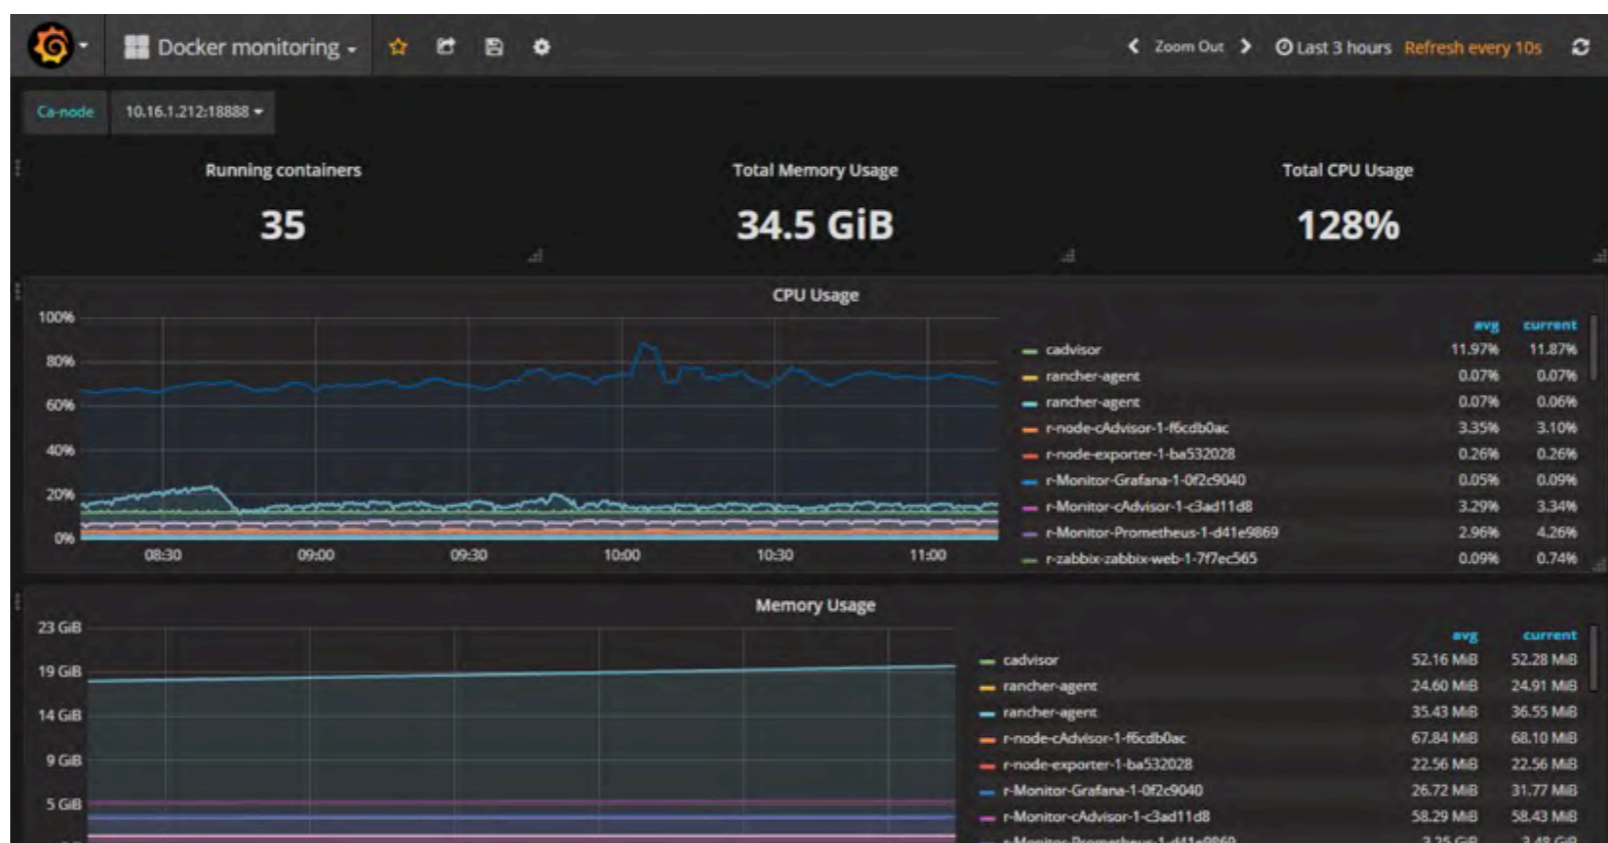 Docker monitoring
Zoom Out
Last 3 hours Refresh every 10s
Ca-node 10.16.1.212:18888
Running containers
35
Total Memory Usage
34.5 GiB
Total CPU Usage
128%
CPU Usage
100%
80%
60%
40%
20%
0%
08:30 09:00 09:30 10:00 10:30 11:00
avg current
cadvisor 11.97% 11.87%
rancher-agent 0.07% 0.07%
rancher-agent 0.07% 0.06%
r-node-cAdvisor-1-f6cdb0ac 3.35% 3.10%
r-node-exporter-1-ba532028 0.26% 0.26%
r-Monitor-Grafana-1-0f2c9040 0.05% 0.09%
r-Monitor-cAdvisor-1-c3ad11d8 3.29% 3.34%
r-Monitor-Prometheus-1-d41e9869 2.96% 4.26%
r-zabbix-zabbix-web-1-7f7ec565 0.09% 0.74%
Memory Usage
23 GiB
19 GiB
14 GiB
9 GiB
5 GiB
avg current
cadvisor 52.16 MiB 52.28 MiB
rancher-agent 24.60 MiB 24.91 MiB
rancher-agent 35.43 MiB 36.55 MiB
r-node-cAdvisor-1-f6cdb0ac 67.84 MiB 68.10 MiB
r-node-exporter-1-ba532028 22.56 MiB 22.56 MiB
r-Monitor-Grafana-1-0f2c9040 26.72 MiB 31.77 MiB
r-Monitor-cAdvisor-1-c3ad11d8 58.29 MiB 58.43 MiB
r-Monitor-Prometheus-1-d41e9869 3.25 GiB 3.48 GiB